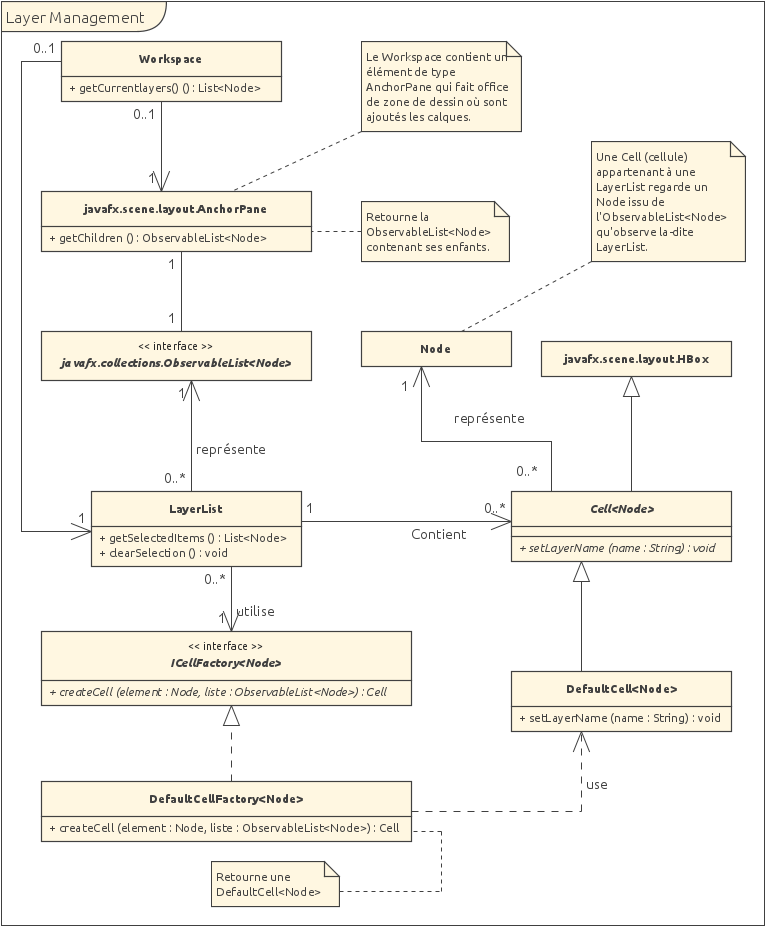 Layer Management
0..1
Workspace
+ getCurrentlayers() () : List<Node>
0..1
1
Le Workspace contient un
élément de type
AnchorPane qui fait office
de zone de dessin où sont
ajoutés les calques.
Une Cell (cellule)
appartenant à une
LayerList regarde un
Node issu de
l'ObservableList<Node>
qu'observe la-dite
LayerList.
javafx.scene.layout.AnchorPane
+ getChildren () : ObservableList<Node>
Retourne la
ObservableList<Node>
contenant ses enfants.
1
1
<< interface >>
javafx.collections.ObservableList<Node>
Node
javafx.scene.layout.HBox
1
1
représente
représente
0..*
0..*
1
LayerList
+ getSelectedItems () : List<Node>
+ clearSelection () : void
1
0..*
Contient
Cell<Node>
+ setLayerName (name : String) : void
0..*
utilise
1
<< interface >>
ICellFactory<Node>
+ createCell (element : Node, liste : ObservableList<Node>) : Cell
DefaultCell<Node>
+ setLayerName (name : String) : void
use
DefaultCellFactory<Node>
+ createCell (element : Node, liste : ObservableList<Node>) : Cell
Retourne une
DefaultCell<Node>